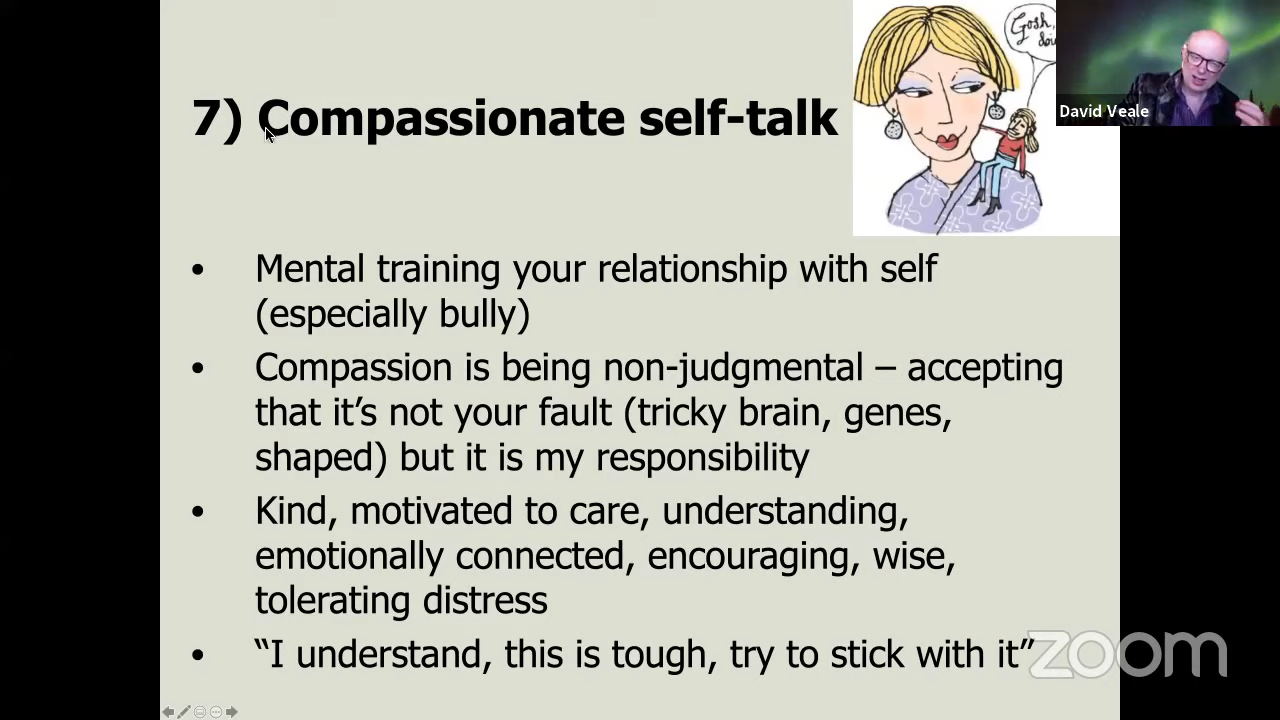 7) Compassionate self-talk
Gosh,
David Veale
• Mental training your relationship with self
(especially bully)
• Compassion is being non-judgmental – accepting
that it’s not your fault (tricky brain, genes,
shaped) but it is my responsibility
• Kind, motivated to care, understanding,
emotionally connected, encouraging, wise,
tolerating distress
• “I understand, this is tough, try to stick with it”
zoom